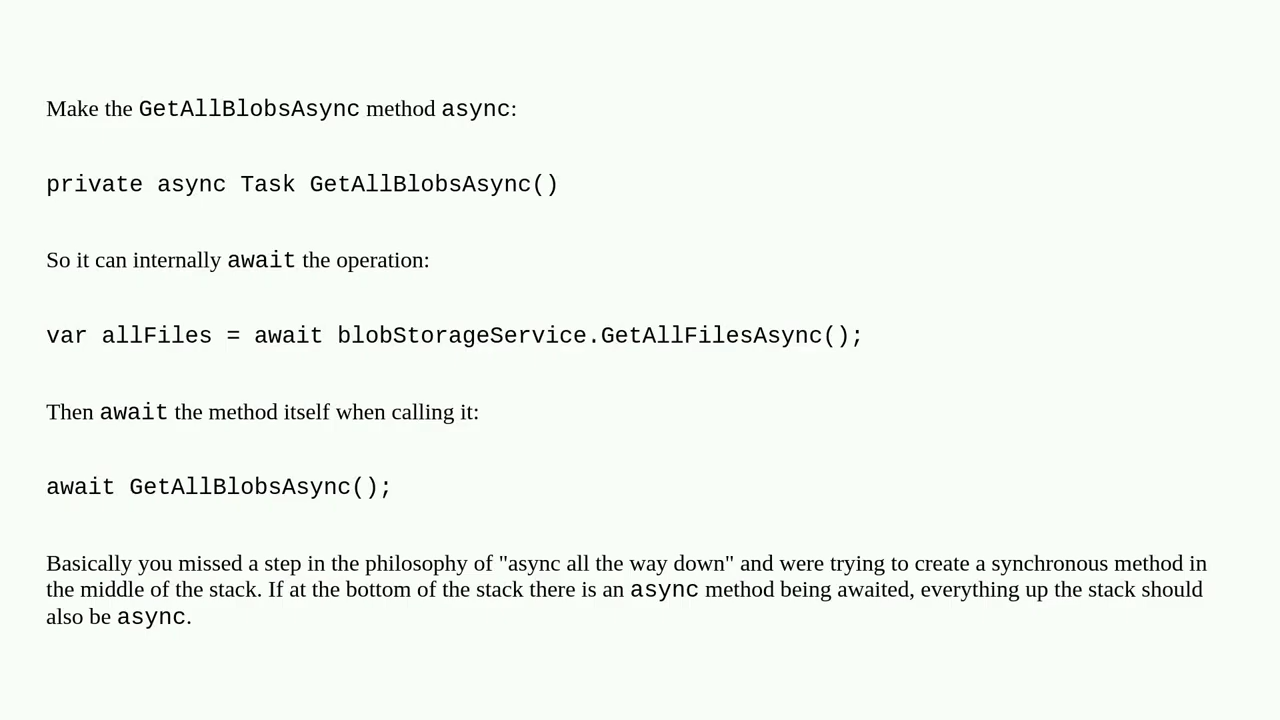 Make the GetAllBlobsAsync method async:
private async Task GetAllBlobsAsync()
So it can internally await the operation:
var allFiles = await blobStorageService.GetAllFilesAsync();
Then await the method itself when calling it:
await GetAllBlobsAsync();
Basically you missed a step in the philosophy of "async all the way down" and were trying to create a synchronous method in
the middle of the stack. If at the bottom of the stack there is an async method being awaited, everything up the stack should
also be async.